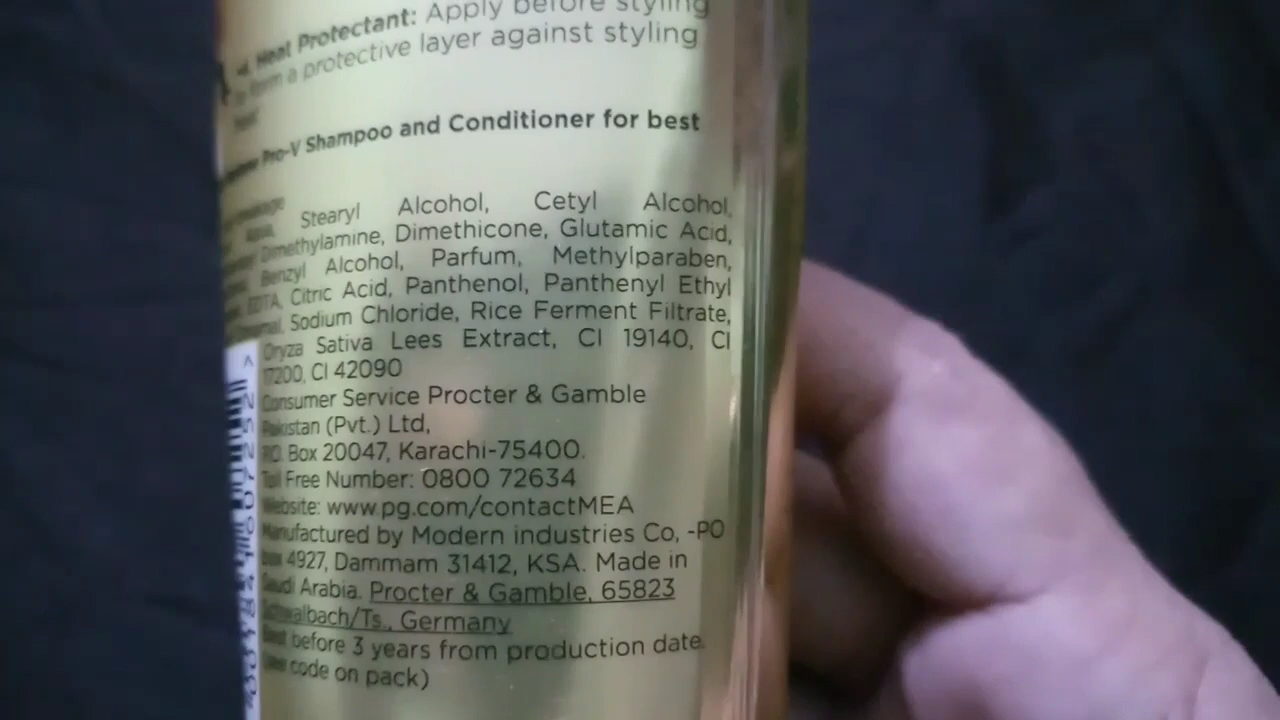 4. Heat Protectant: Apply before styling
to form a protective layer against styling
heat
Pro-V Shampoo and Conditioner for best
Stearyl Alcohol, Cetyl Alcohol,
Dimethylamine, Dimethicone, Glutamic Acid,
Benzyl Alcohol, Parfum, Methylparaben,
EDTA, Citric Acid, Panthenol, Panthenyl Ethyl
Sodium Chloride, Rice Ferment Filtrate,
Oryza Sativa Lees Extract, CI 19140, CI
17200, CI 42090
Consumer Service Procter & Gamble
Pakistan (Pvt.) Ltd,
P.O. Box 20047, Karachi-75400.
Toll Free Number: 0800 72634
Website: www.pg.com/contactMEA
Manufactured by Modern industries Co, -PO
Box 4927, Dammam 31412, KSA. Made in
Saudi Arabia. Procter & Gamble, 65823
Schwalbach/Ts., Germany
Best before 3 years from production date.
(see code on pack)